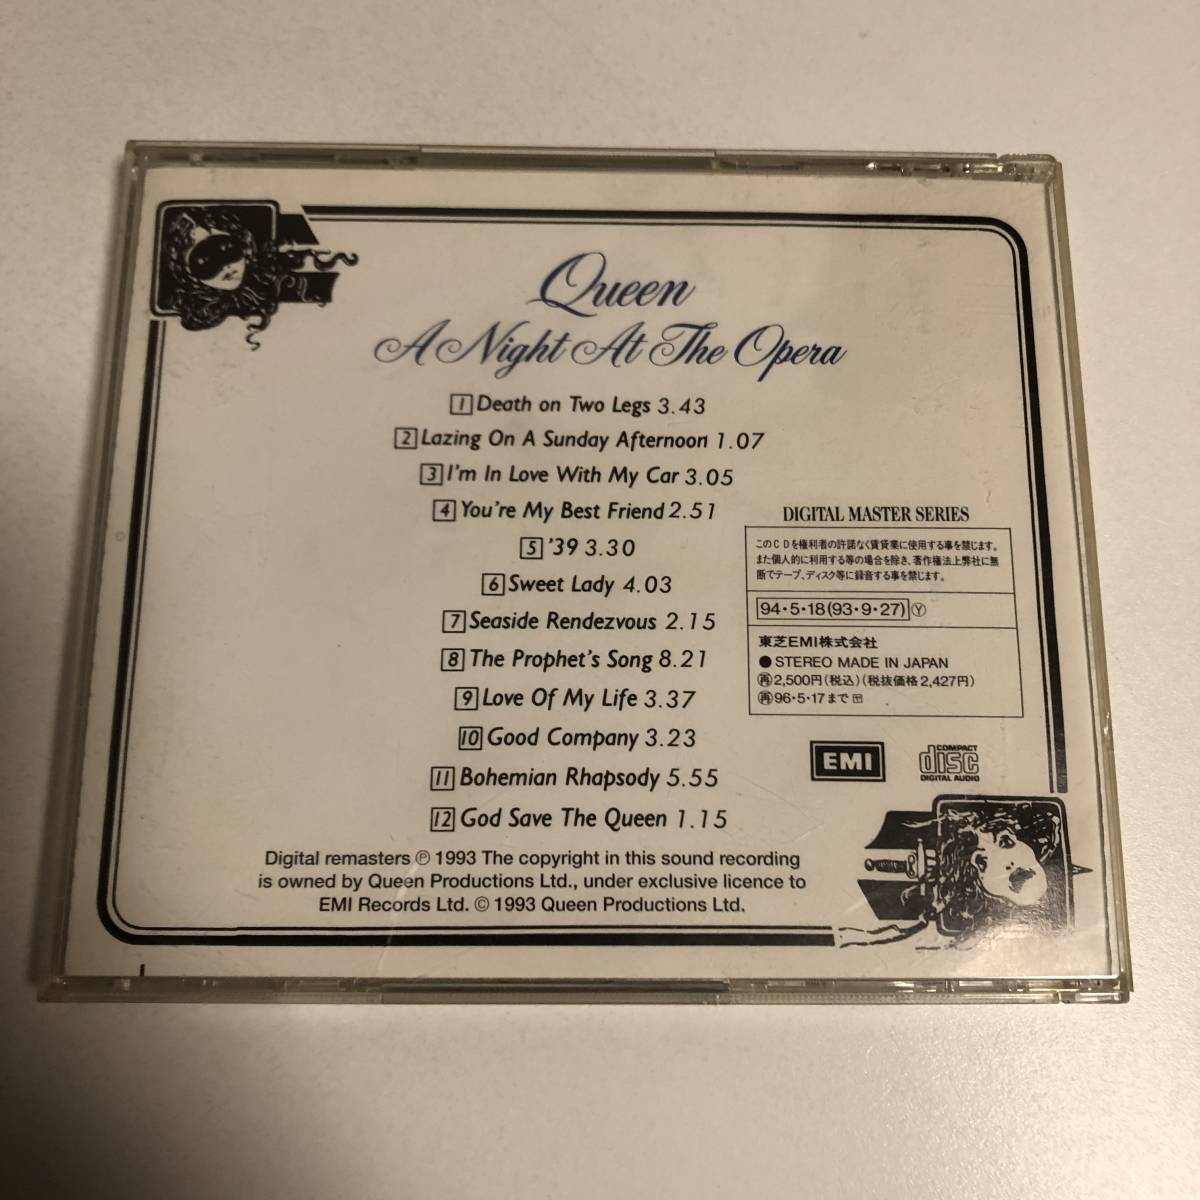 Queen
A Night At The Opera
1 Death on Two Legs 3.43
2 Lazing On A Sunday Afternoon 1.07
3 I'm In Love With My Car 3.05
4 You're My Best Friend 2.51
5 '39 3.30
6 Sweet Lady 4.03
7 Seaside Rendezvous 2.15
8 The Prophet's Song 8.21
9 Love Of My Life 3.37
10 Good Company 3.23
11 Bohemian Rhapsody 5.55
12 God Save The Queen 1.15
Digital remasters ℗ 1993 The copyright in this sound recording
is owned by Queen Productions Ltd., under exclusive licence to
EMI Records Ltd. © 1993 Queen Productions Ltd.
DIGITAL MASTER SERIES
このCDを権利者の許諾なく賃貸業に使用する事を禁じます。
また個人的に利用する等の場合を除き、著作権法上弊社に無
断でテープ、ディスク等に録音する事を禁じます。
94・5・18(93・9・27)Ⓨ
東芝EMI株式会社
●STEREO MADE IN JAPAN
再2,500円(税込)(税抜価格2,427円)
再96・5・17まで
EMI
COMPACT
disc
DIGITAL AUDIO